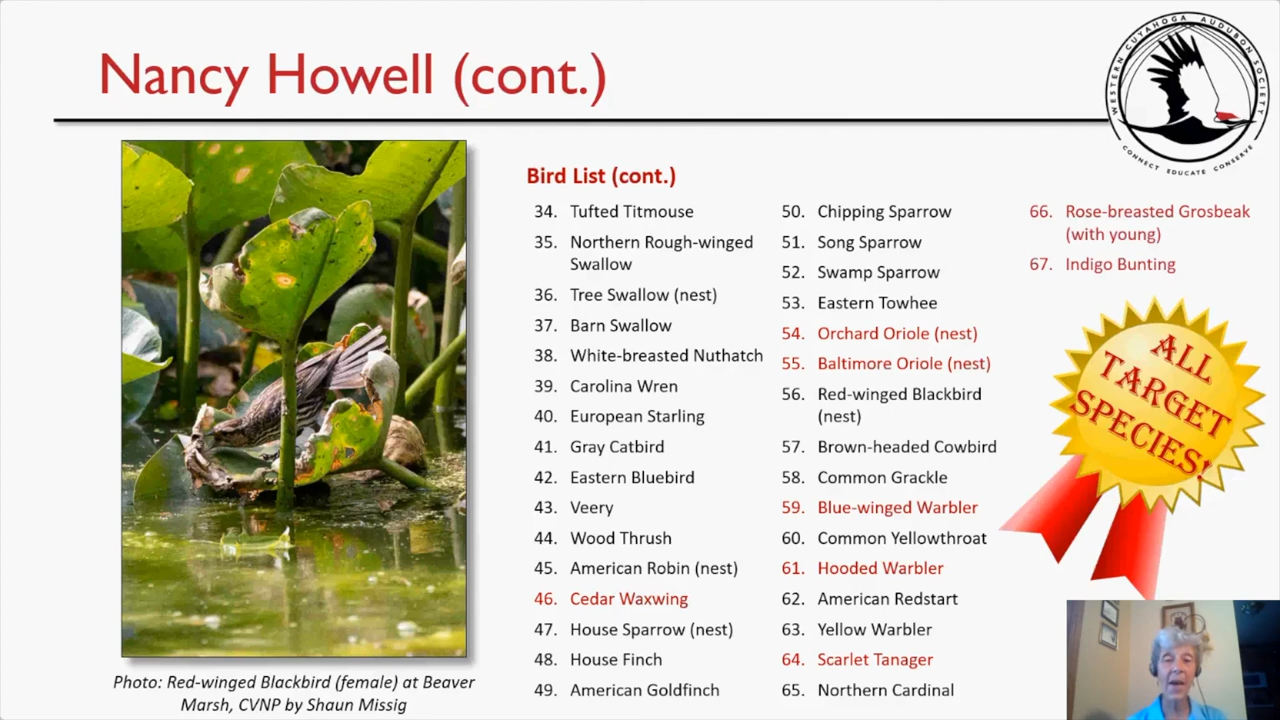 Nancy Howell (cont.)
WESTERN CUYAHOGA AUDUBON SOCIETY
CONNECT EDUCATE CONSERVE
Bird List (cont.)
34. Tufted Titmouse
35. Northern Rough-winged
Swallow
36. Tree Swallow (nest)
37. Barn Swallow
38. White-breasted Nuthatch
39. Carolina Wren
40. European Starling
41. Gray Catbird
42. Eastern Bluebird
43. Veery
44. Wood Thrush
45. American Robin (nest)
46. Cedar Waxwing
47. House Sparrow (nest)
48. House Finch
49. American Goldfinch
50. Chipping Sparrow
51. Song Sparrow
52. Swamp Sparrow
53. Eastern Towhee
54. Orchard Oriole (nest)
55. Baltimore Oriole (nest)
56. Red-winged Blackbird
(nest)
57. Brown-headed Cowbird
58. Common Grackle
59. Blue-winged Warbler
60. Common Yellowthroat
61. Hooded Warbler
62. American Redstart
63. Yellow Warbler
64. Scarlet Tanager
65. Northern Cardinal
66. Rose-breasted Grosbeak
(with young)
67. Indigo Bunting
ALL
TARGET
SPECIES!
Photo: Red-winged Blackbird (female) at Beaver
Marsh, CVNP by Shaun Missig